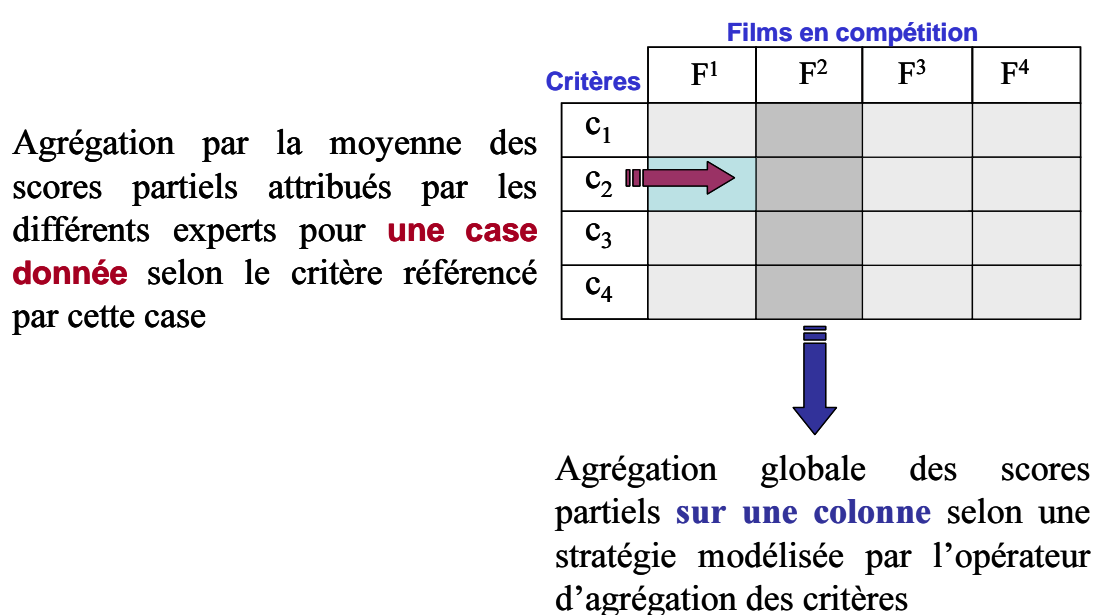 Films en compétition
Critères F¹ F² F³ F⁴
c₁
c₂
c₃
c₄
Agrégation par la moyenne des
scores partiels attribués par les
différents experts pour une case
donnée selon le critère référencé
par cette case
Agrégation globale des scores
partiels sur une colonne selon une
stratégie modélisée par l’opérateur
d’agrégation des critères